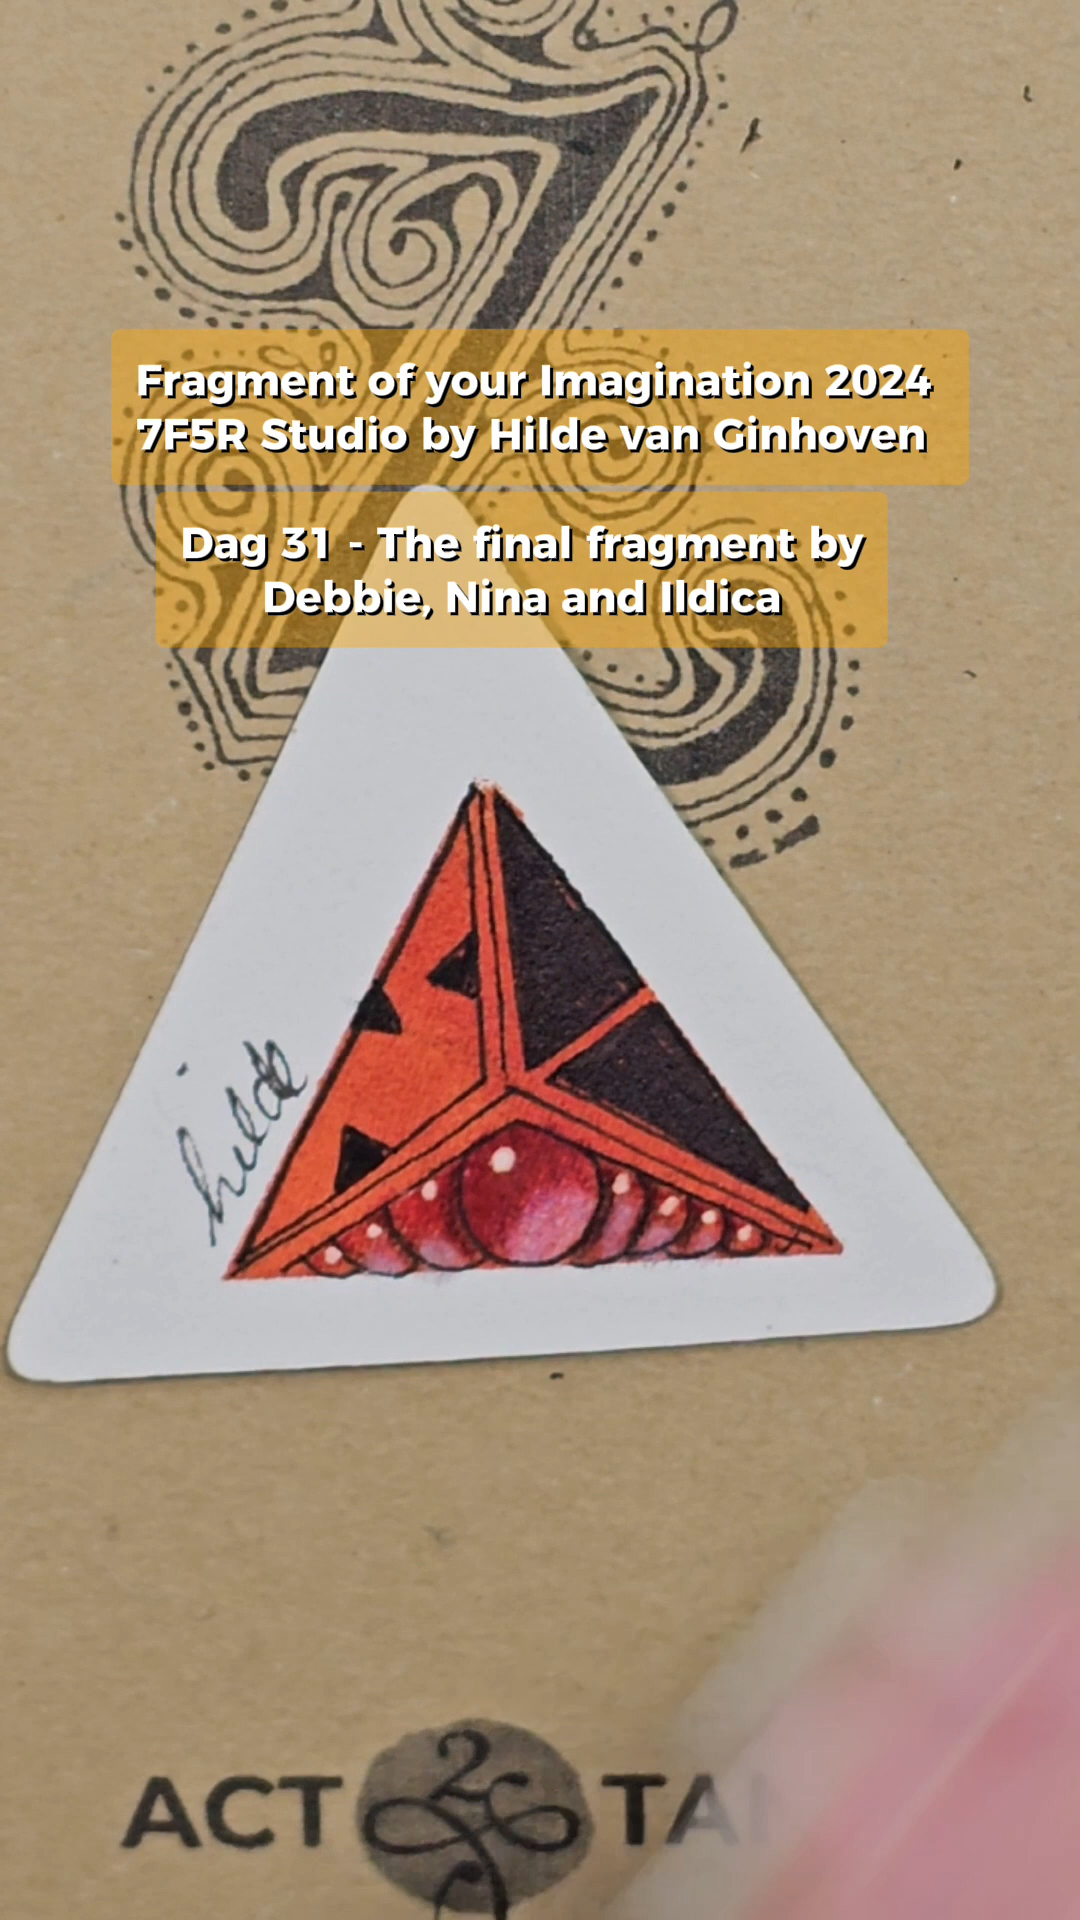 Fragment of your Imagination 2024
7F5R Studio by Hilde van Ginhoven
Dag 31 - The final fragment by
Debbie, Nina and Ildica
hilde
ACT TA